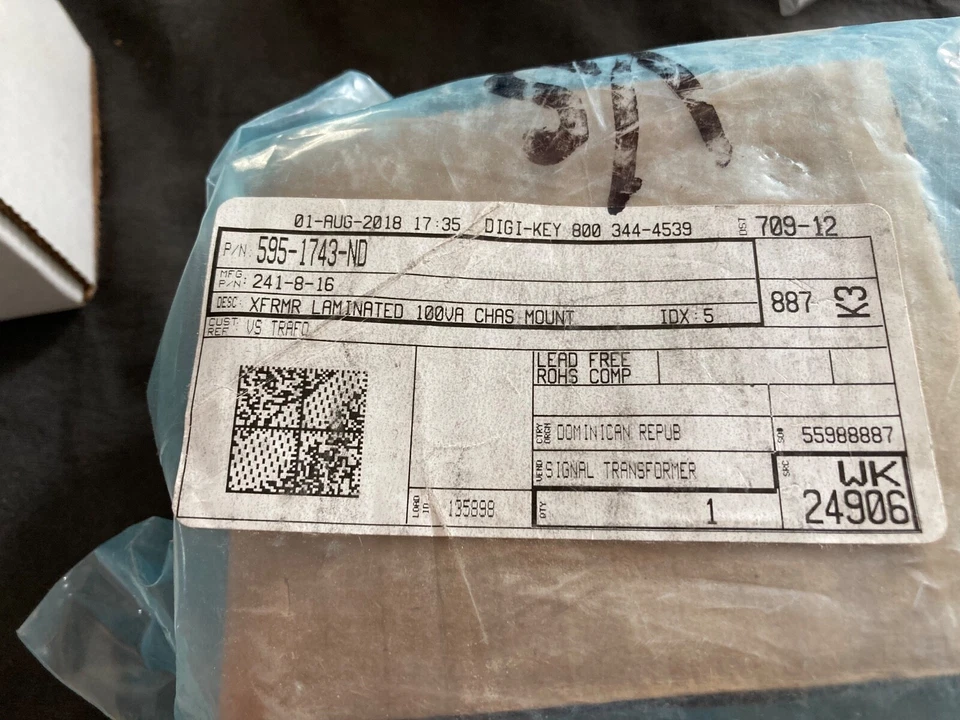 01-AUG-2018 17:35 DIGI-KEY 800 344-4539 DST 709-12
P/N: 595-1743-ND
MFG. P/N: 241-8-16
887 K3
DESC: XFRMR LAMINATED 100VA CHAS MOUNT IDX:5
CUST REF: VS TRAFO
LEAD FREE
ROHS COMP
CTRY ORGN DOMINICAN REPUB SO# 55988887
VEND SIGNAL TRANSFORMER SRC WK
LOAD ID 135898 QTY 1 24906